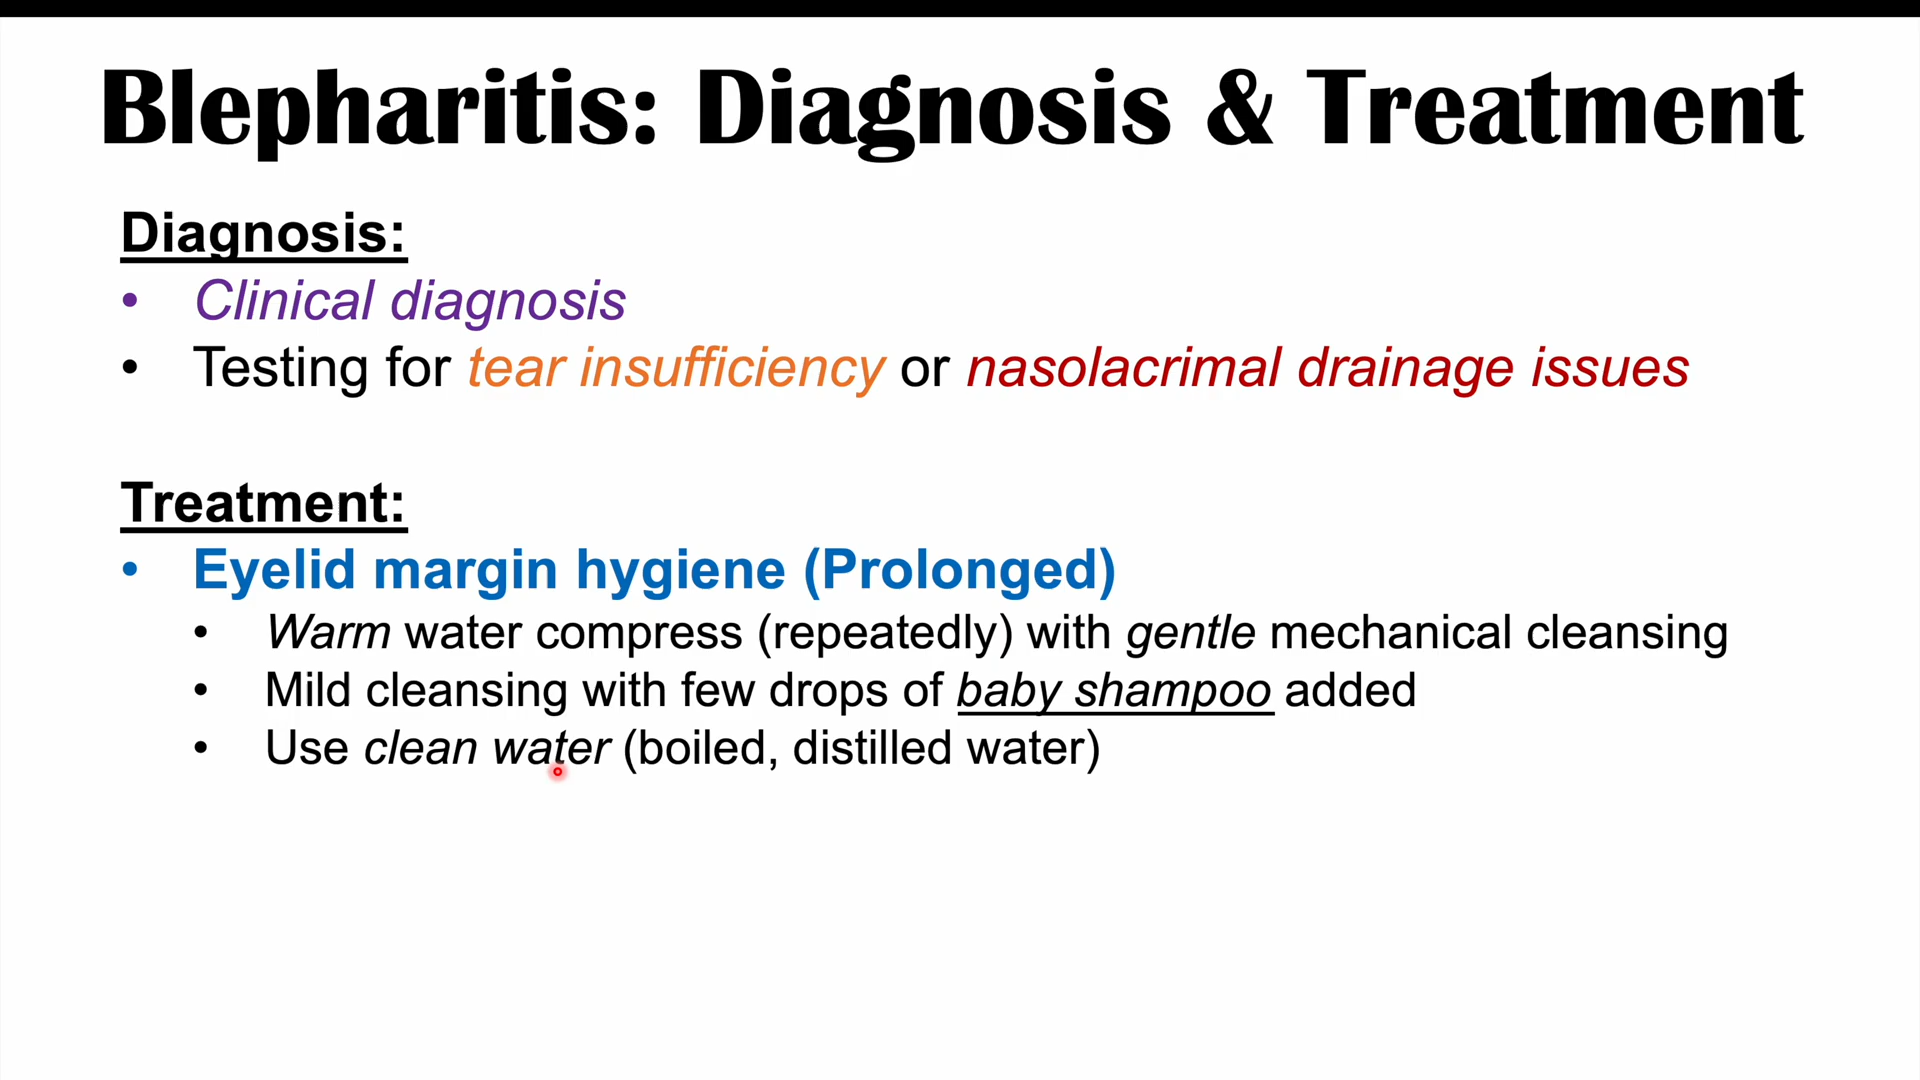 Blepharitis: Diagnosis & Treatment
Diagnosis:
• Clinical diagnosis
• Testing for tear insufficiency or nasolacrimal drainage issues
Treatment:
• Eyelid margin hygiene (Prolonged)
• Warm water compress (repeatedly) with gentle mechanical cleansing
• Mild cleansing with few drops of baby shampoo added
• Use clean water (boiled, distilled water)